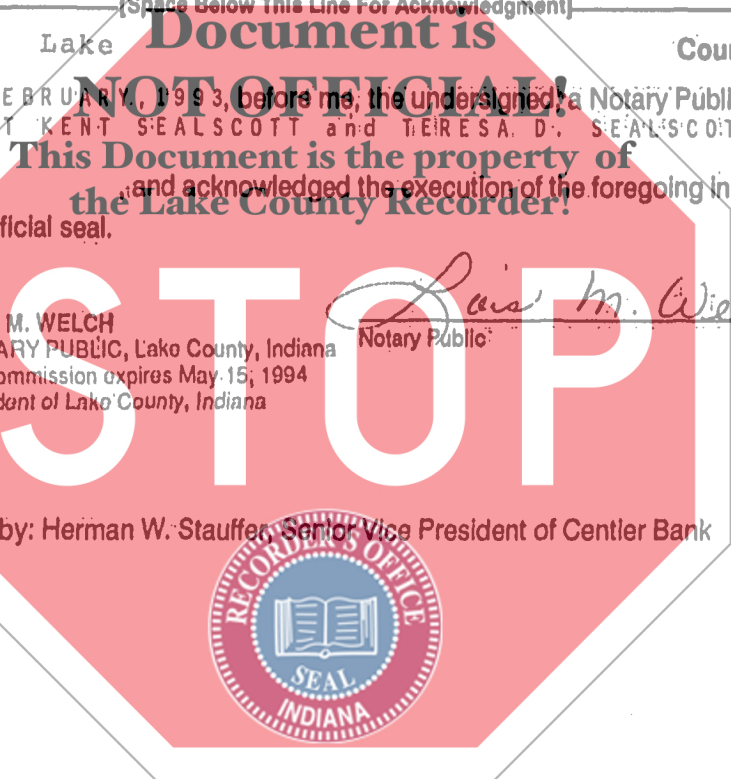 [Space Below This Line For Acknowledgment]
Document is
Lake Coun
NOT OFFICIAL!
EBRUARY, 1993, before me, the undersigned, a Notary Publi
T KENT SEALSCOTT and TERESA D. SEALSCOT
This Document is the property of
, and acknowledged the execution of the foregoing in
the Lake County Recorder!
ficial seal.
STOP
Lois M. We
M. WELCH
ARY PUBLIC, Lake County, Indiana
Notary Public
ommission expires May 15, 1994
dent of Lake County, Indiana
by: Herman W. Stauffer, Senior Vice President of Centier Bank
RECORDER'S OFFICE
SEAL
INDIANA